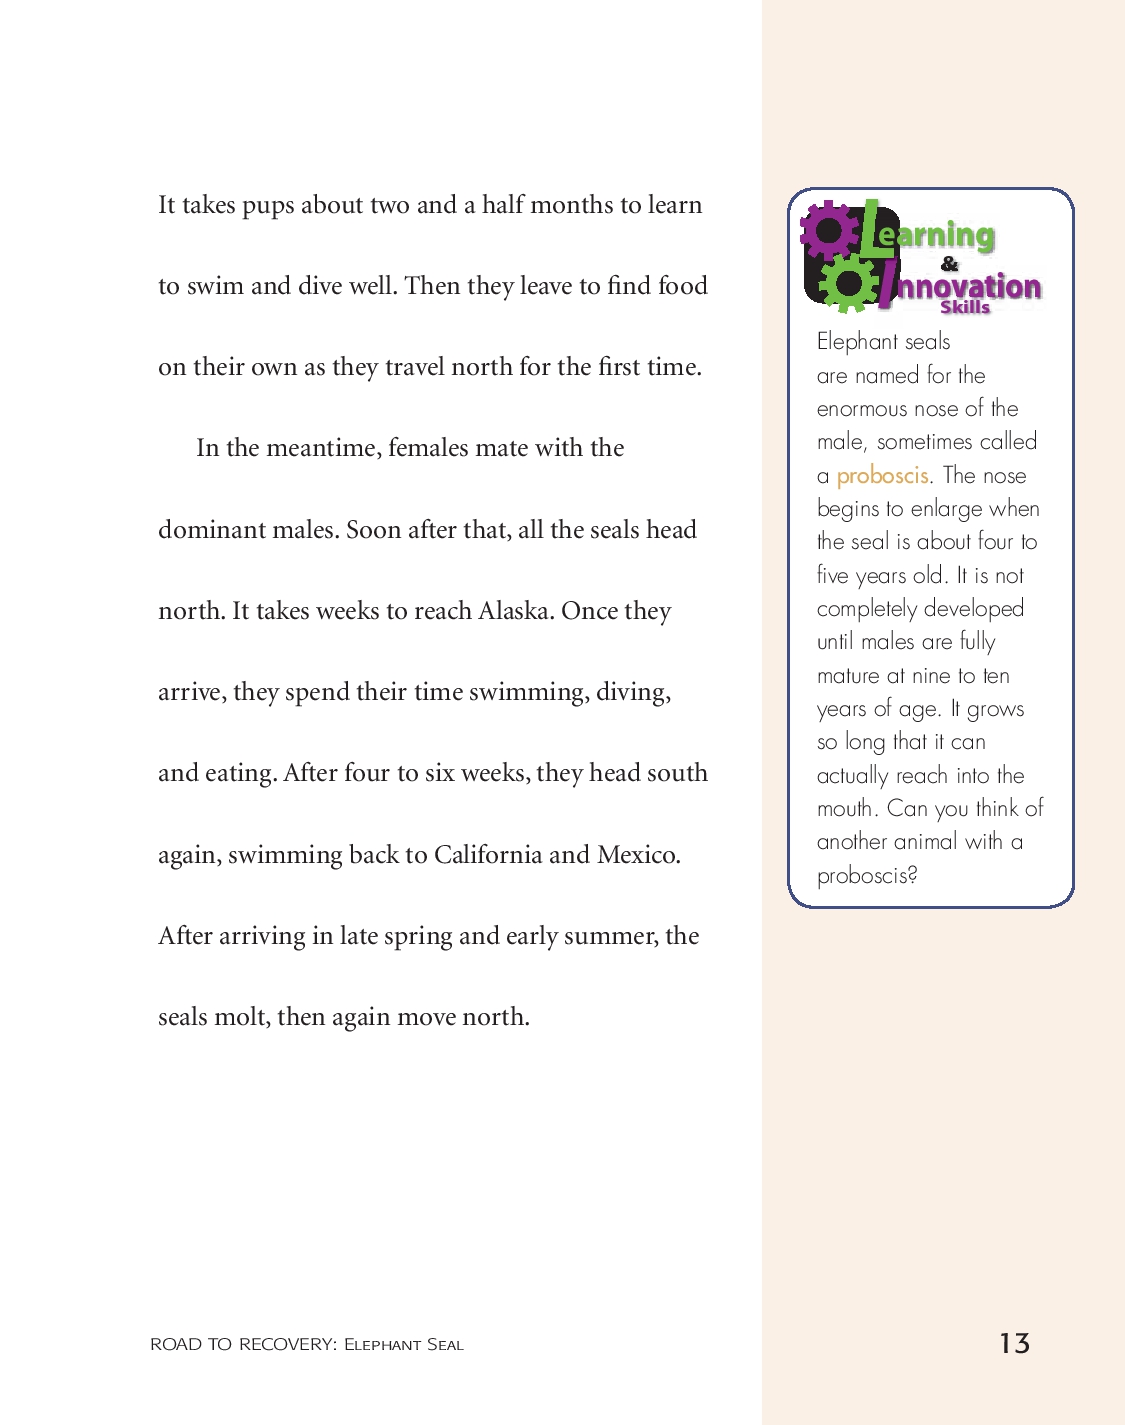 It takes pups about two and a half months to learn
to swim and dive well. Then they leave to find food
on their own as they travel north for the first time.
In the meantime, females mate with the
dominant males. Soon after that, all the seals head
north. It takes weeks to reach Alaska. Once they
arrive, they spend their time swimming, diving,
and eating. After four to six weeks, they head south
again, swimming back to California and Mexico.
After arriving in late spring and early summer, the
seals molt, then again move north.
Learning
&
Innovation
Skills
Elephant seals
are named for the
enormous nose of the
male, sometimes called
a proboscis. The nose
begins to enlarge when
the seal is about four to
five years old. It is not
completely developed
until males are fully
mature at nine to ten
years of age. It grows
so long that it can
actually reach into the
mouth. Can you think of
another animal with a
proboscis?
ROAD TO RECOVERY: Elephant Seal
13